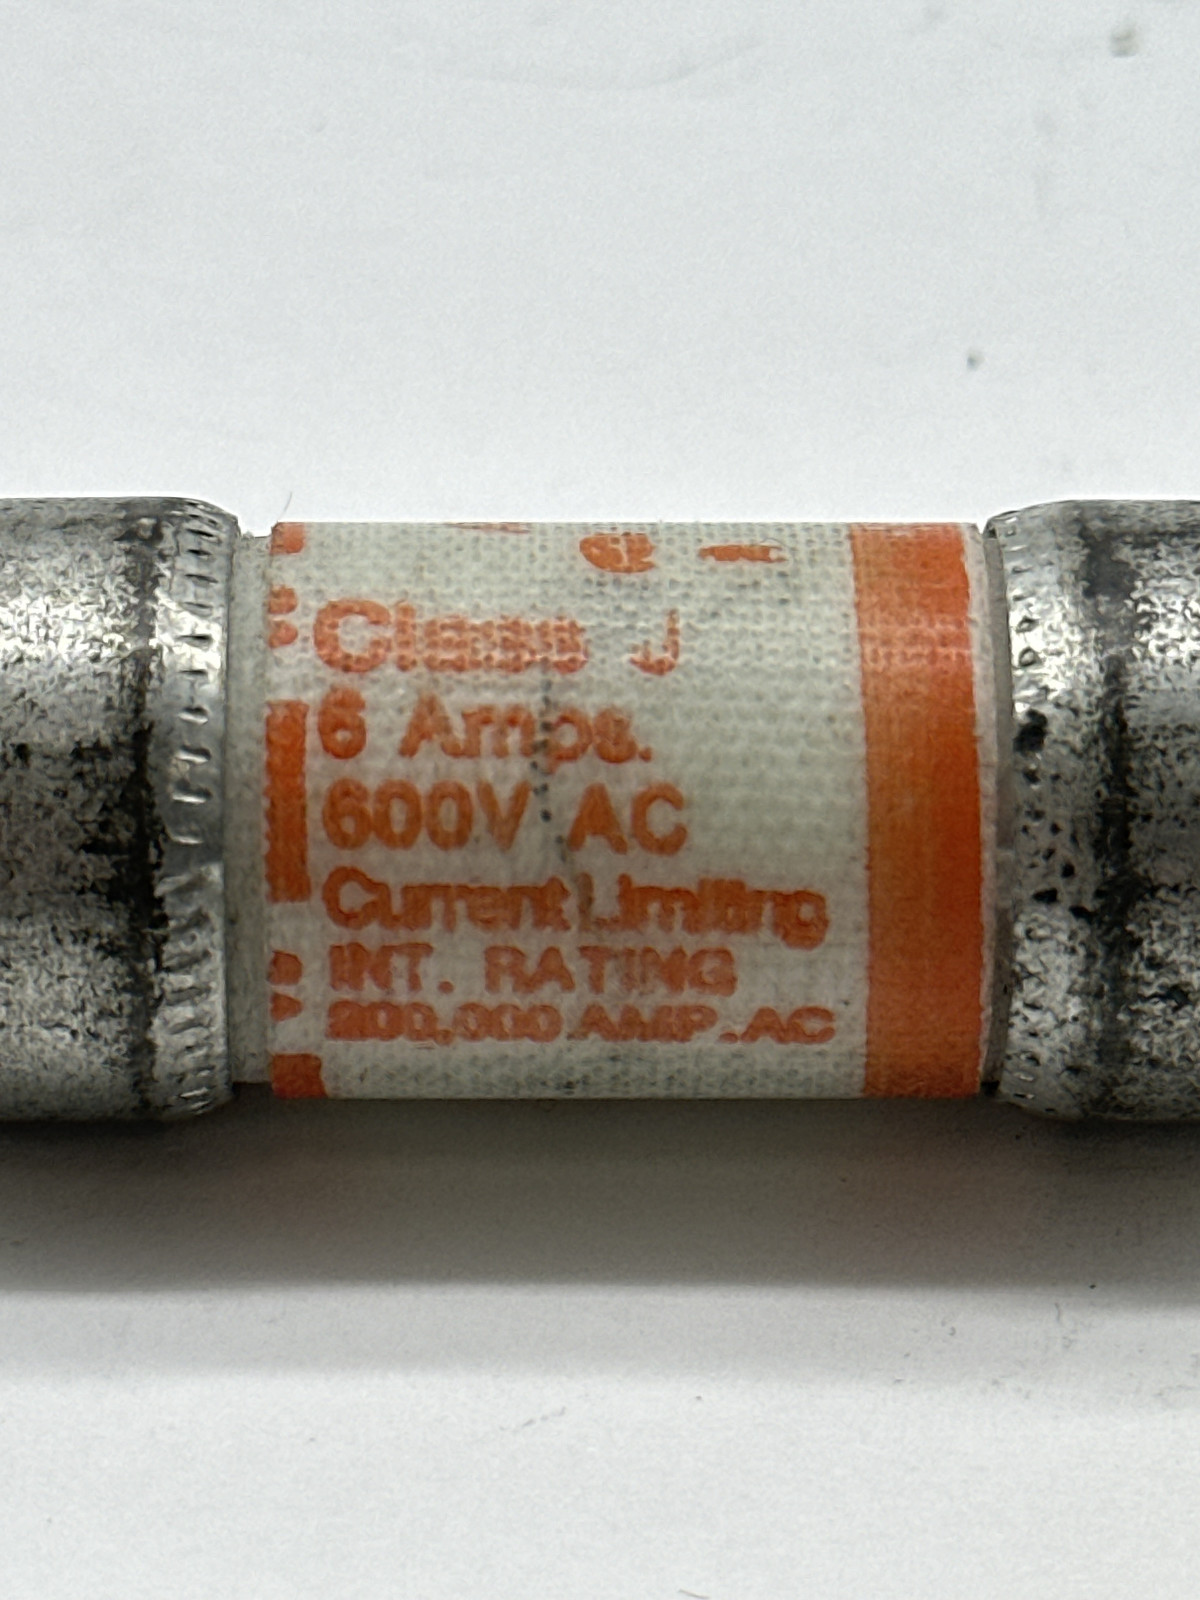 Class J
6 Amps.
600V AC
Current Limiting
INT. RATING
200,000 AMP. AC